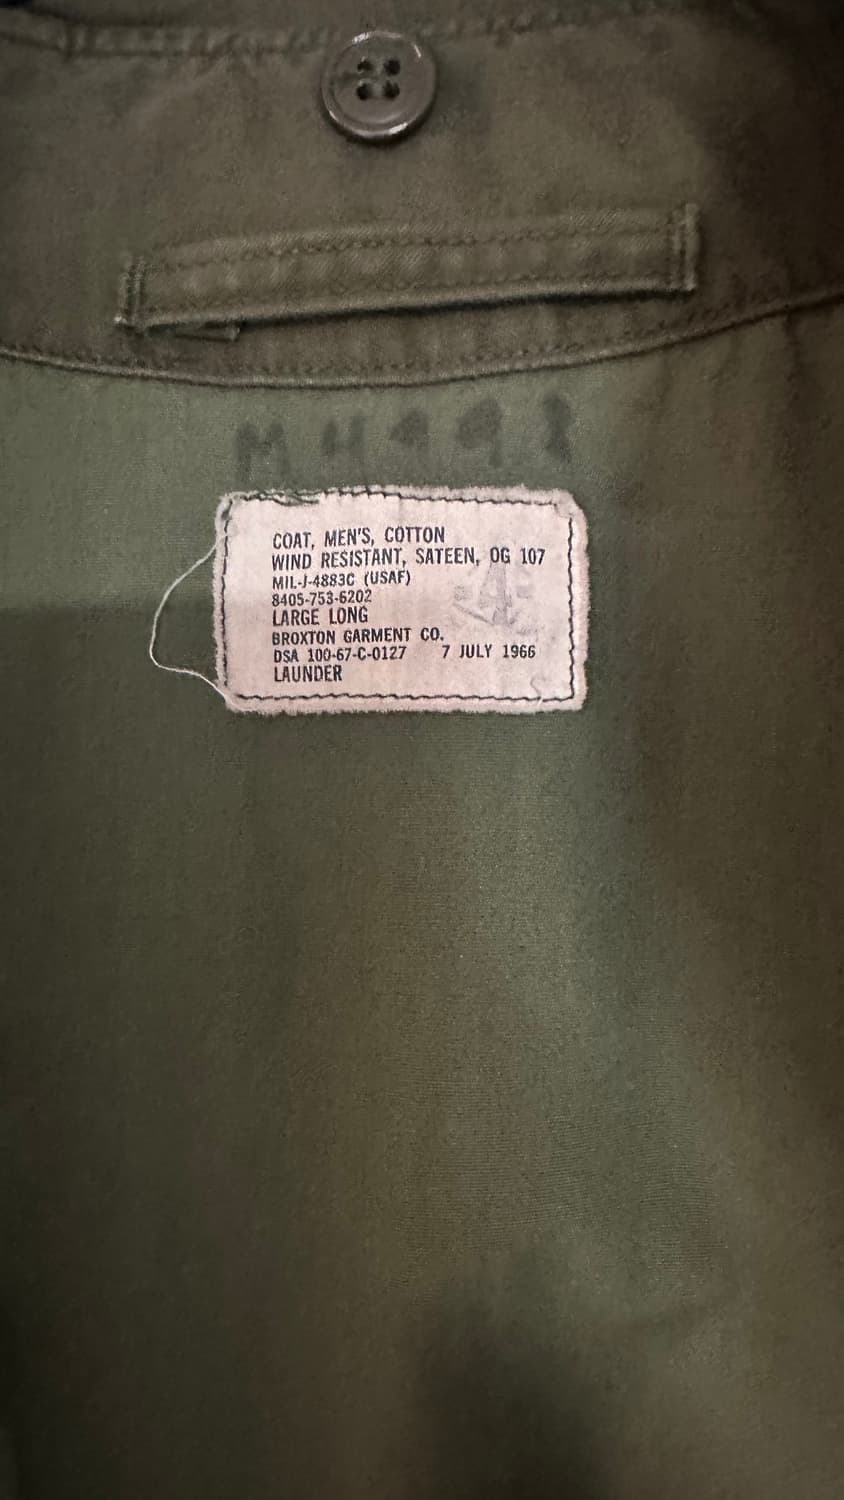 M4998
COAT, MEN'S, COTTON
WIND RESISTANT, SATEEN, OG 107
MIL-J-4883C (USAF)
8405-753-6202
LARGE LONG
BROXTON GARMENT CO.
DSA 100-67-C-0127 7 JULY 1966
LAUNDER